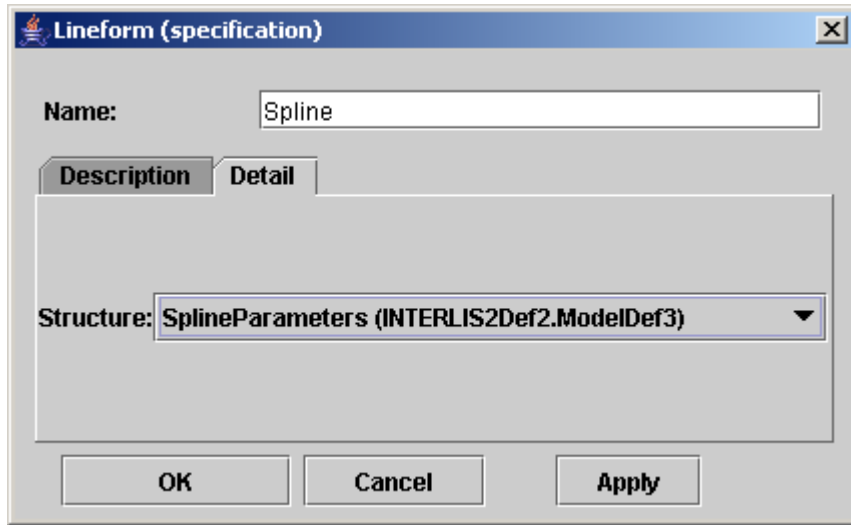 Lineform (specification)
Name: Spline
Description Detail
Structure: SplineParameters (INTERLIS2Def2.ModelDef3)
OK Cancel Apply